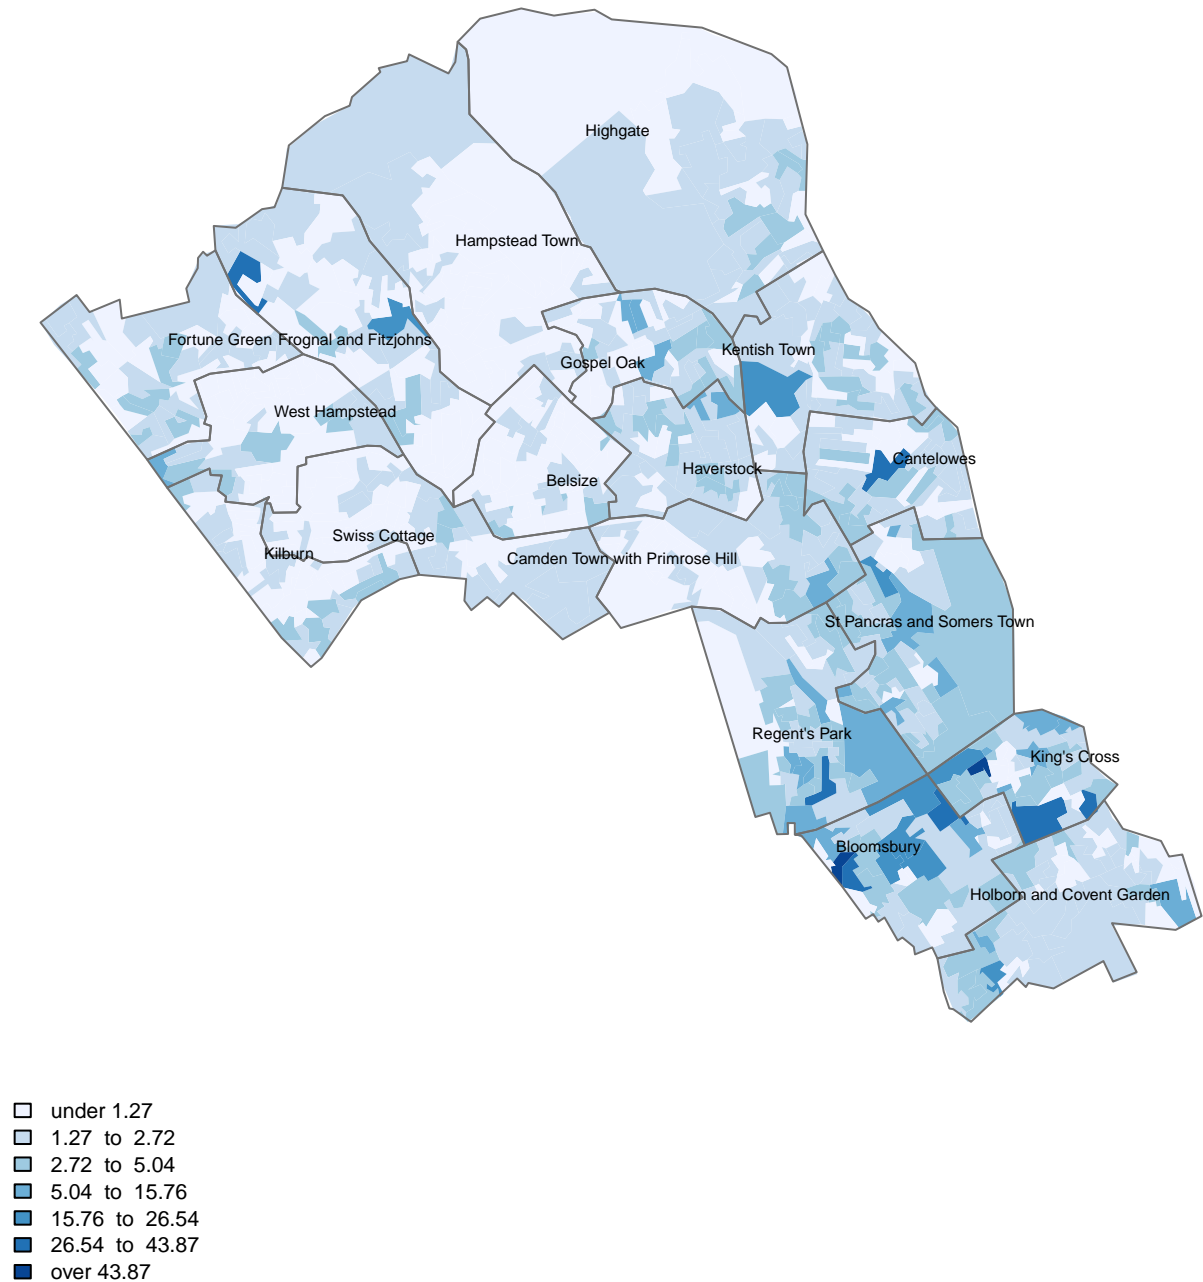 Highgate
Hampstead Town
Fortune Green
Frognal and Fitzjohns
Gospel Oak
Kentish Town
West Hampstead
Cantelowes
Haverstock
Belsize
Swiss Cottage
Kilburn
Camden Town with Primrose Hill
St Pancras and Somers Town
Regent's Park
King's Cross
Bloomsbury
Holborn and Covent Garden
under 1.27
1.27 to 2.72
2.72 to 5.04
5.04 to 15.76
15.76 to 26.54
26.54 to 43.87
over 43.87